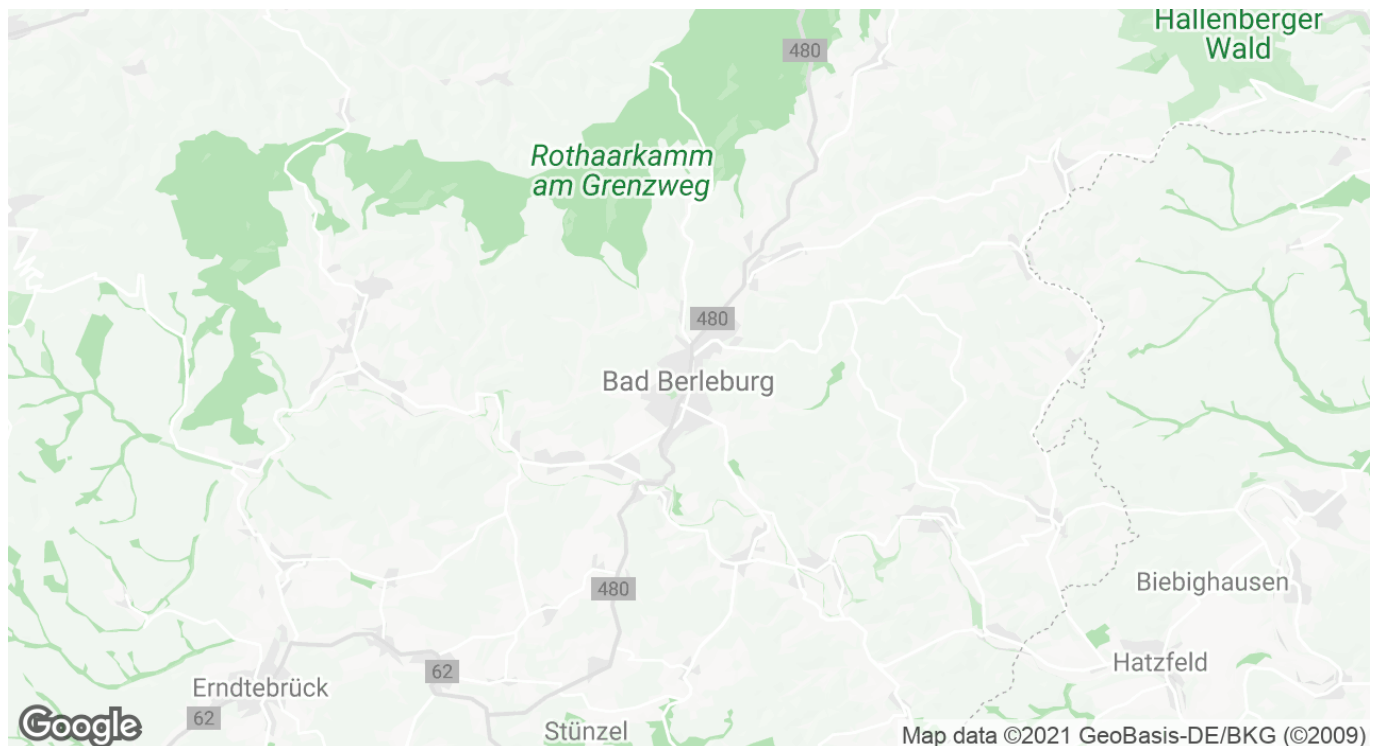 Hallenberger
Wald
480
Rothaarkamm
am Grenzweg
480
Bad Berleburg
480
Biebighausen
62
Hatzfeld
Erndtebrück
62
Stünzel
Google
Map data ©2021 GeoBasis-DE/BKG (©2009)